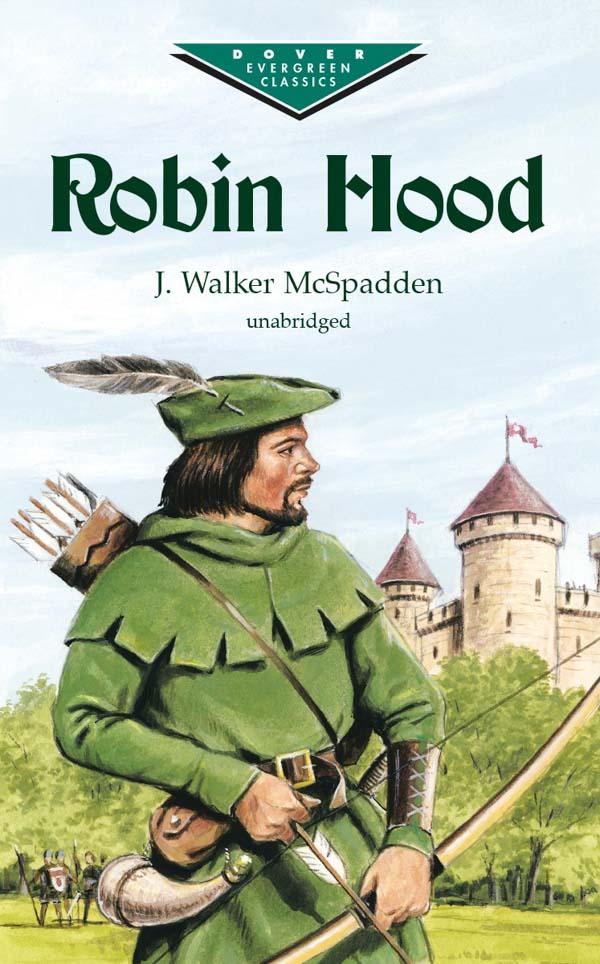 DOVER
EVERGREEN
CLASSICS
Robin Hood
J. Walker McSpadden
unabridged